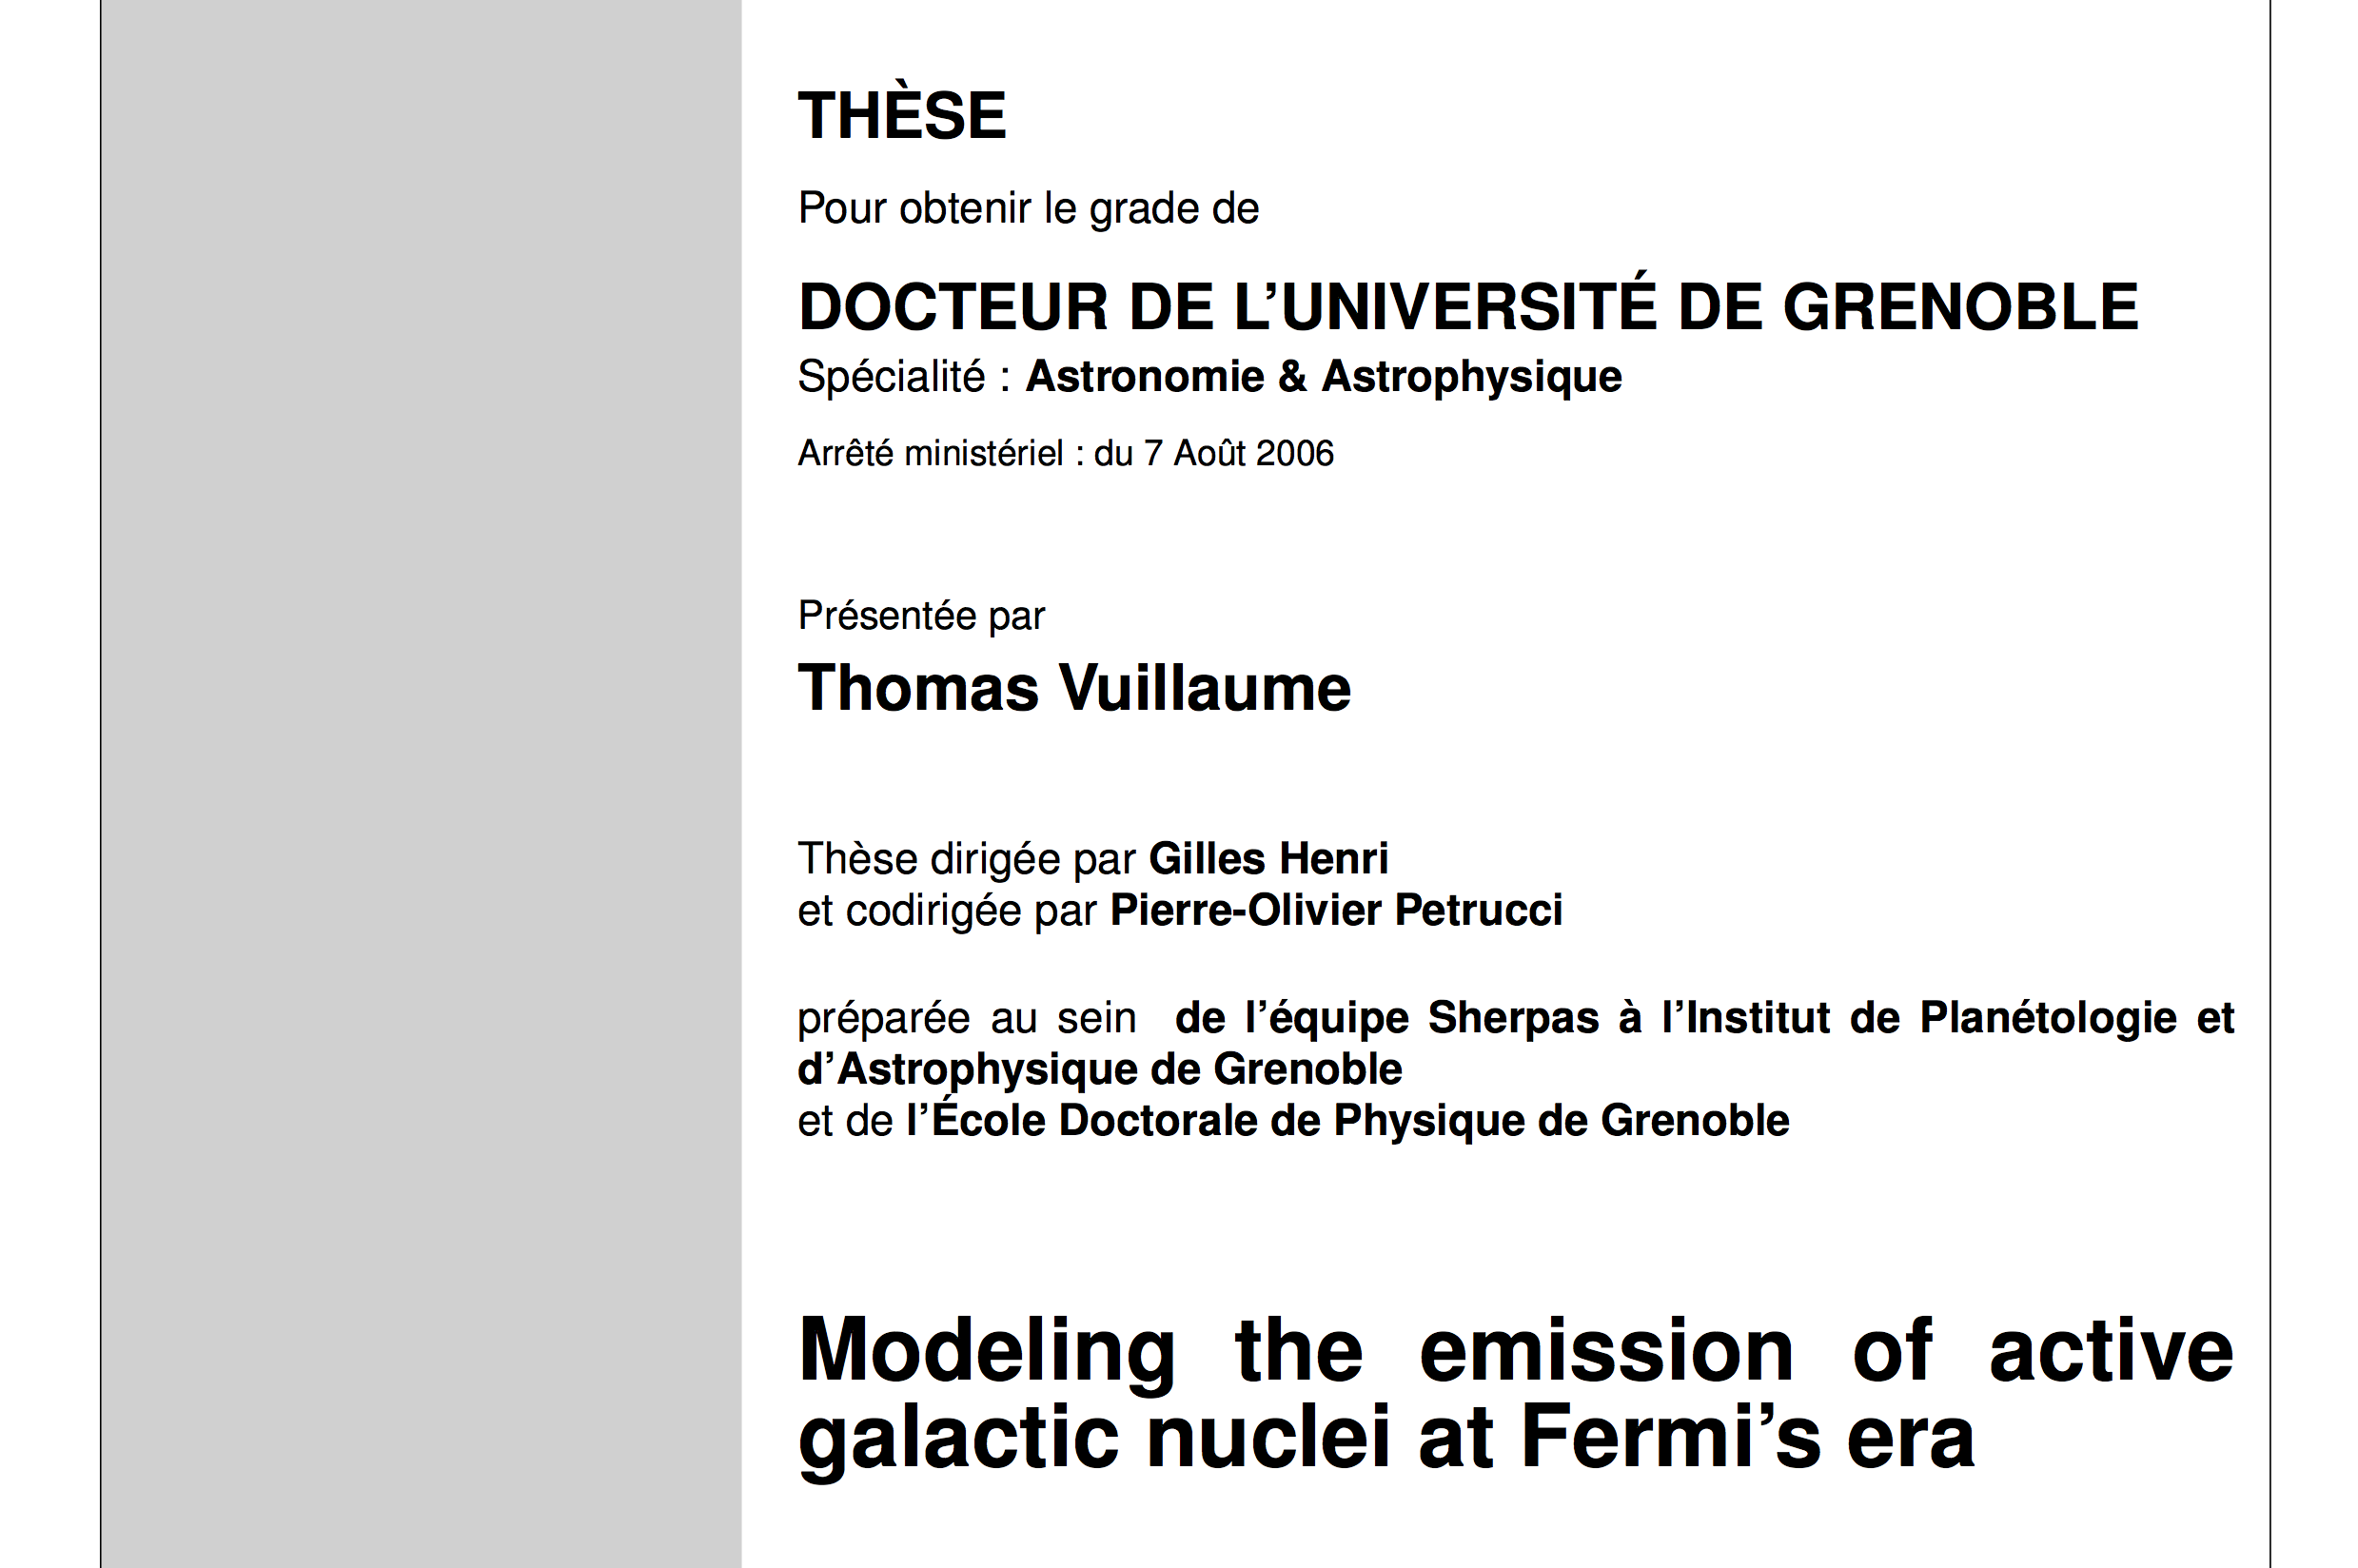 THÈSE
Pour obtenir le grade de
DOCTEUR DE L’UNIVERSITÉ DE GRENOBLE
Spécialité : Astronomie & Astrophysique
Arrêté ministériel : du 7 Août 2006
Présentée par
Thomas Vuillaume
Thèse dirigée par Gilles Henri
et codirigée par Pierre-Olivier Petrucci
préparée au sein de l’équipe Sherpas à l’Institut de Planétologie et
d’Astrophysique de Grenoble
et de l’École Doctorale de Physique de Grenoble
Modeling the emission of active
galactic nuclei at Fermi’s era